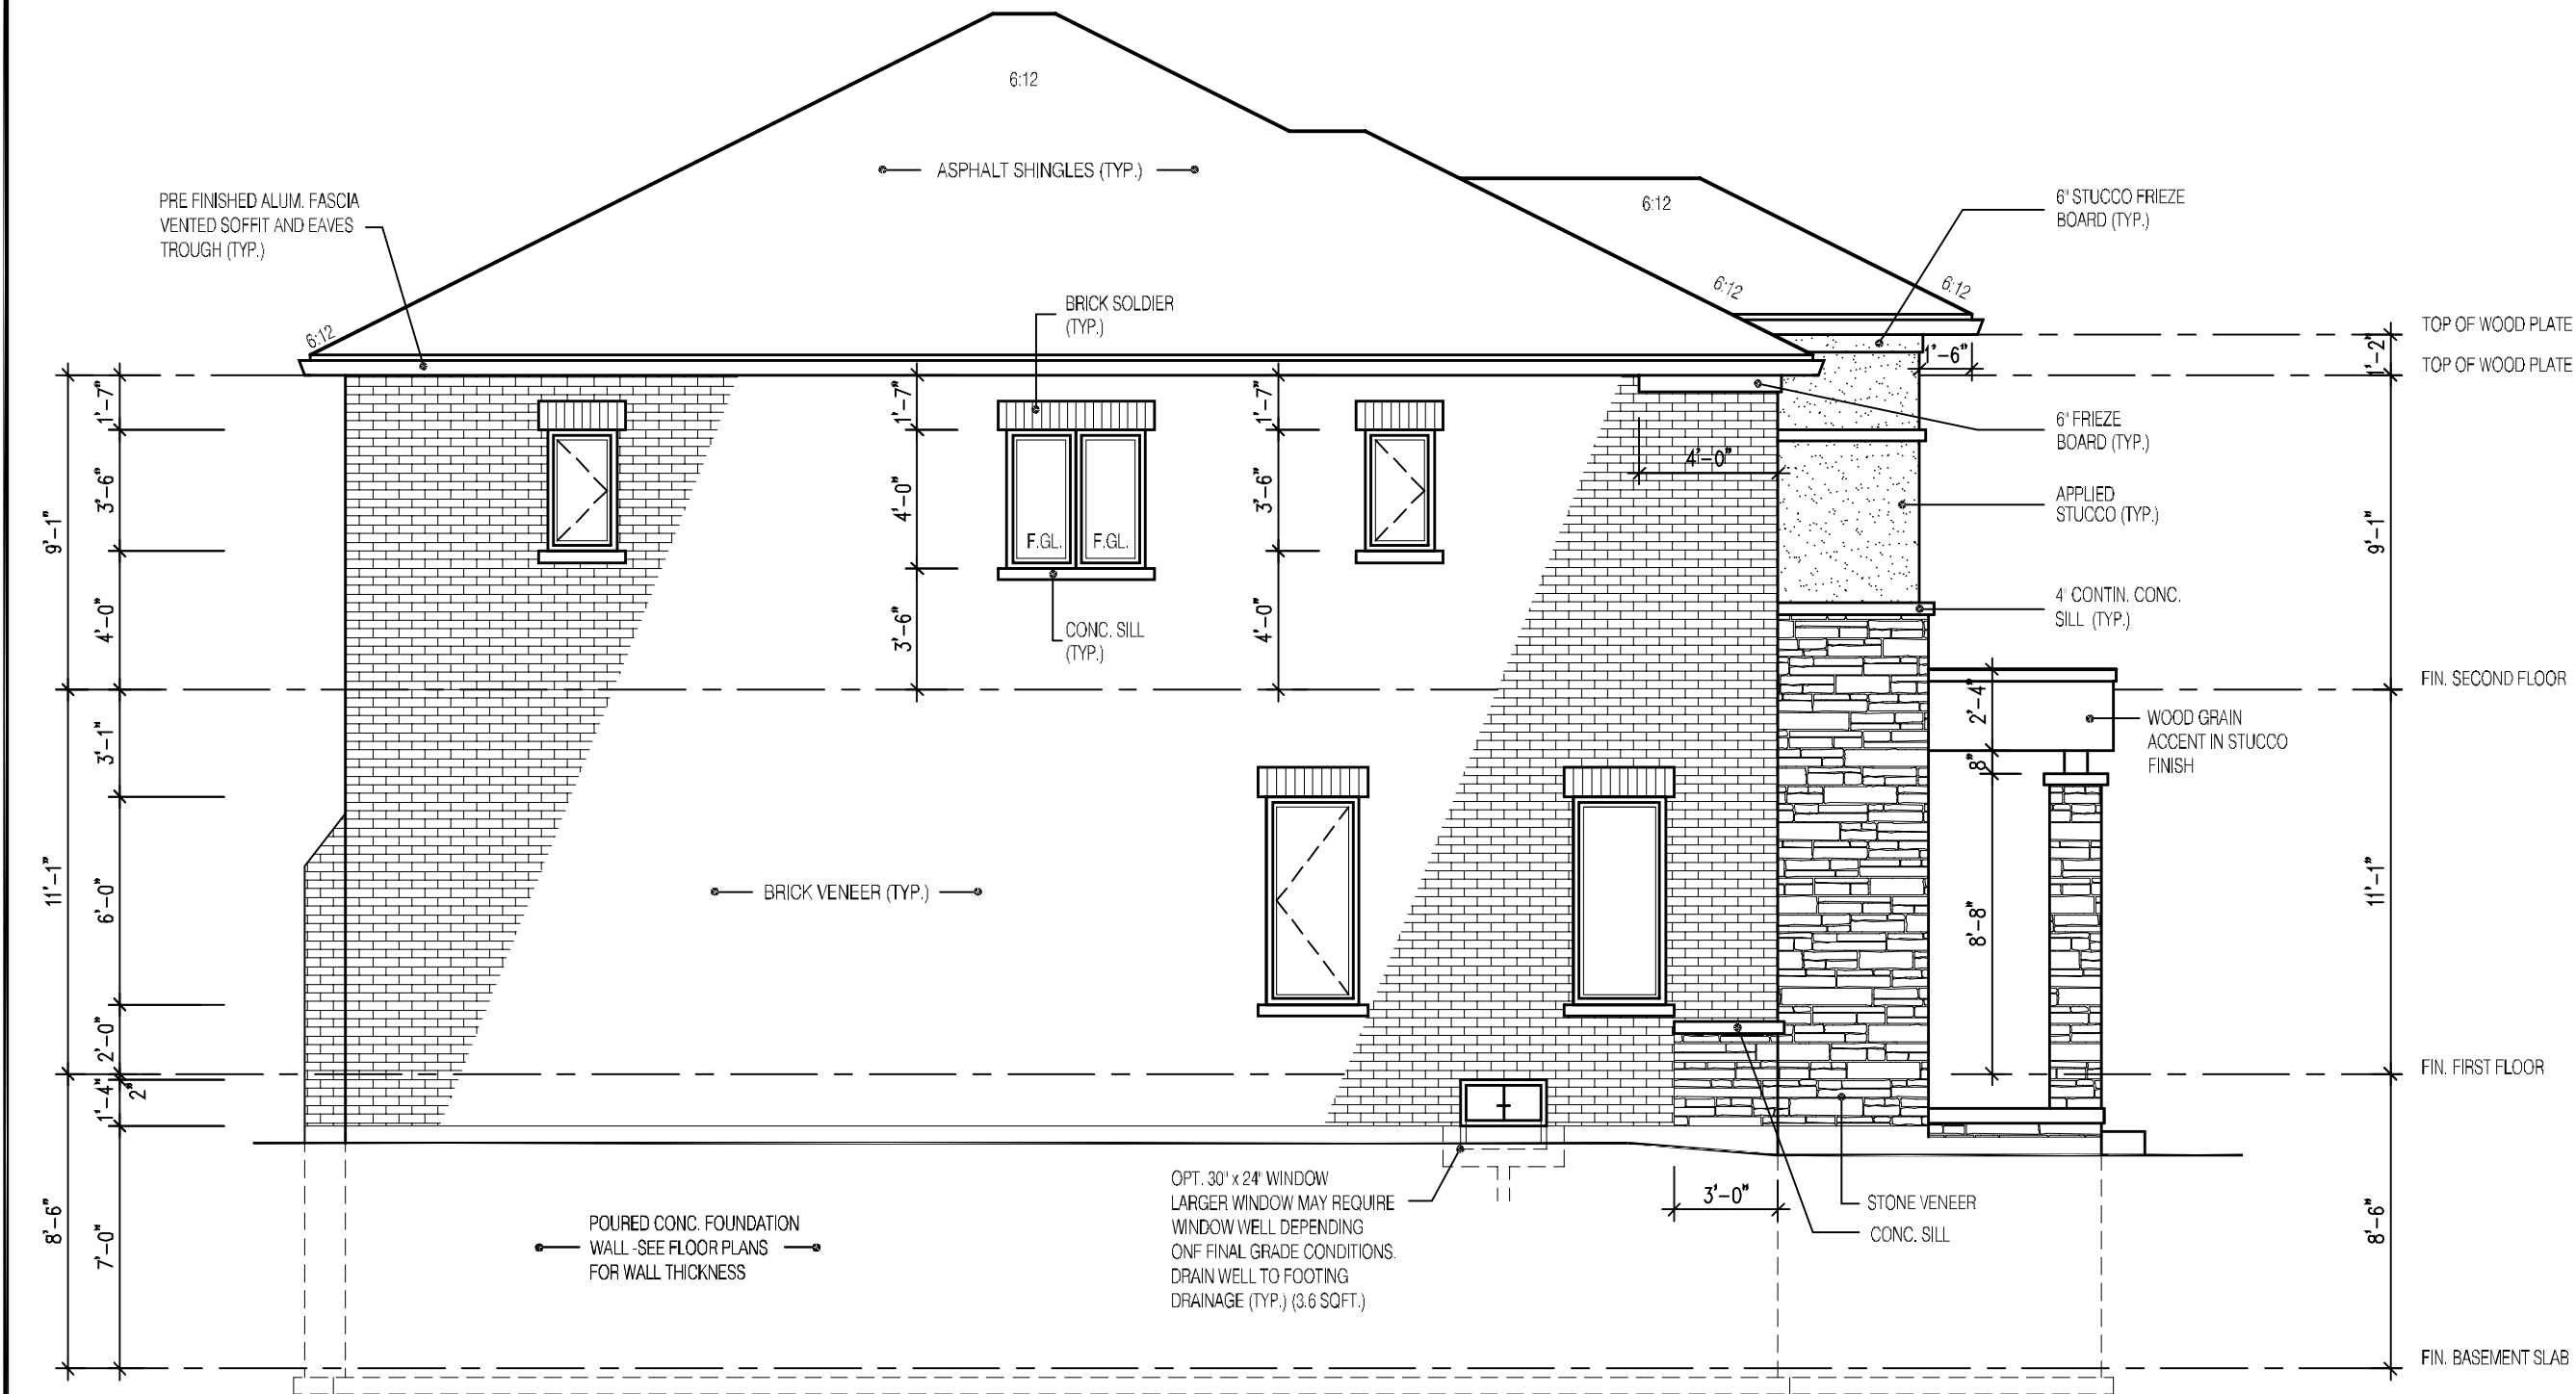 6:12
ASPHALT SHINGLES (TYP.)
PRE FINISHED ALUM. FASCIA
VENTED SOFFIT AND EAVES
TROUGH (TYP.)
6:12
6" STUCCO FRIEZE
BOARD (TYP.)
6:12
6:12
6:12
BRICK SOLDIER
(TYP.)
TOP OF WOOD PLATE
1'-2"
1'-6"
TOP OF WOOD PLATE
1'-7"
1'-7"
1'-7"
6" FRIEZE
BOARD (TYP.)
4'-0"
3'-6"
4'-0"
3'-6"
9'-1"
9'-1"
APPLIED
STUCCO (TYP.)
F.GL.
F.GL.
4'-0"
3'-6"
4'-0"
CONC. SILL
(TYP.)
4" CONTIN. CONC.
SILL (TYP.)
FIN. SECOND FLOOR
2'-4"
WOOD GRAIN
ACCENT IN STUCCO
FINISH
3'-1"
8"
11'-1"
6'-0"
BRICK VENEER (TYP.)
8'-8"
11'-1"
2'-0"
FIN. FIRST FLOOR
1'-4"
2"
OPT. 30" x 24" WINDOW
LARGER WINDOW MAY REQUIRE
WINDOW WELL DEPENDING
ONF FINAL GRADE CONDITIONS.
DRAIN WELL TO FOOTING
DRAINAGE (TYP.) (3.6 SQFT.)
3'-0"
STONE VENEER
CONC. SILL
POURED CONC. FOUNDATION
WALL -SEE FLOOR PLANS
FOR WALL THICKNESS
8'-6"
7'-0"
8'-6"
FIN. BASEMENT SLAB